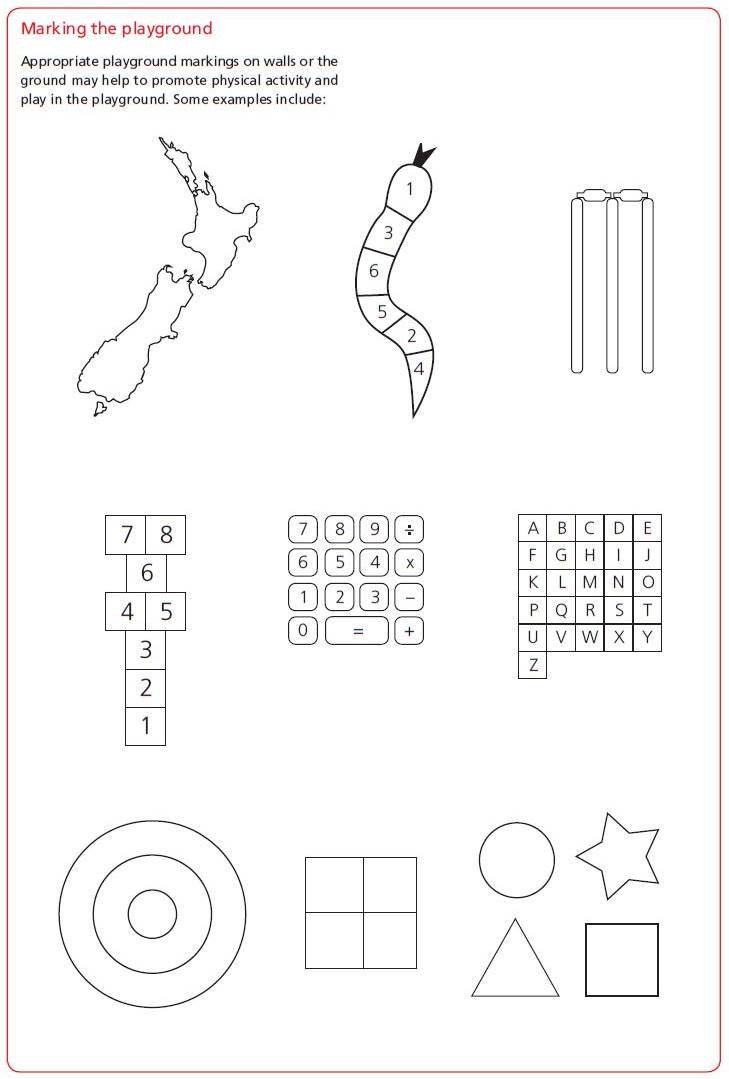 Marking the playground
Appropriate playground markings on walls or the
ground may help to promote physical activity and
play in the playground. Some examples include:
1
3
6
5
2
4
7 8
6
4 5
3
2
1
7 8 9 ÷
6 5 4 x
1 2 3 –
0 = +
A B C D E
F G H I J
K L M N O
P Q R S T
U V W X Y
Z